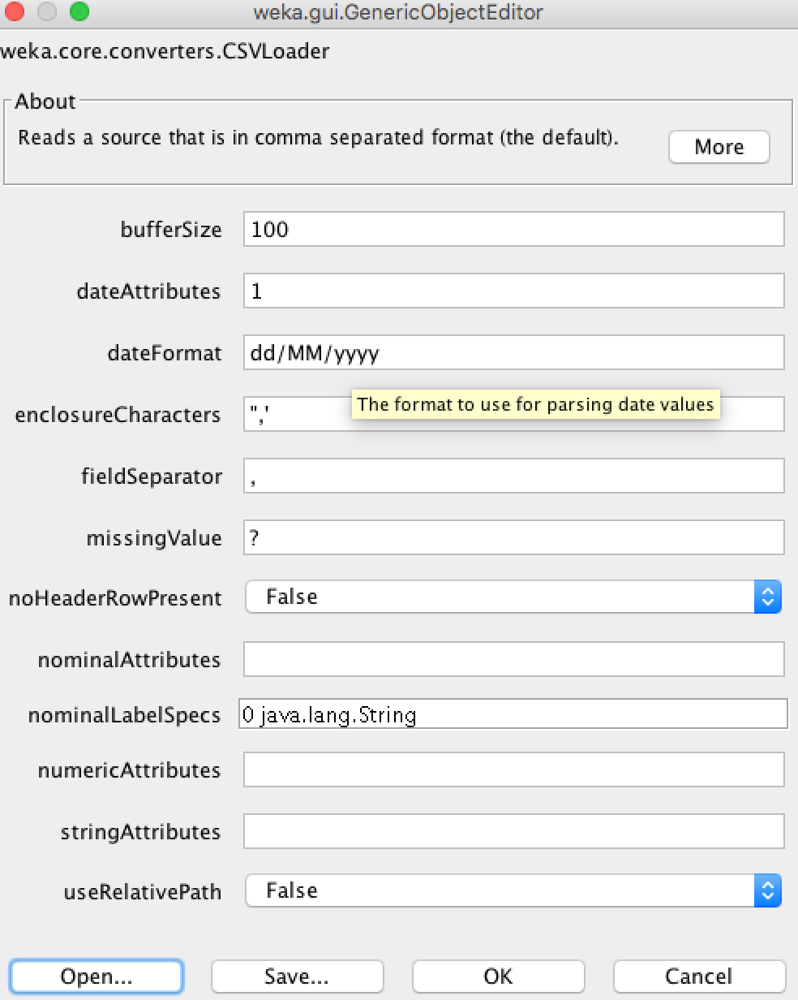 weka.gui.GenericObjectEditor
weka.core.converters.CSVLoader
About
Reads a source that is in comma separated format (the default).
More
bufferSize 100
dateAttributes 1
dateFormat dd/MM/yyyy
The format to use for parsing date values
enclosureCharacters ",'
fieldSeparator ,
missingValue ?
noHeaderRowPresent False
nominalAttributes
nominalLabelSpecs 0 java.lang.String
numericAttributes
stringAttributes
useRelativePath False
Open... Save... OK Cancel